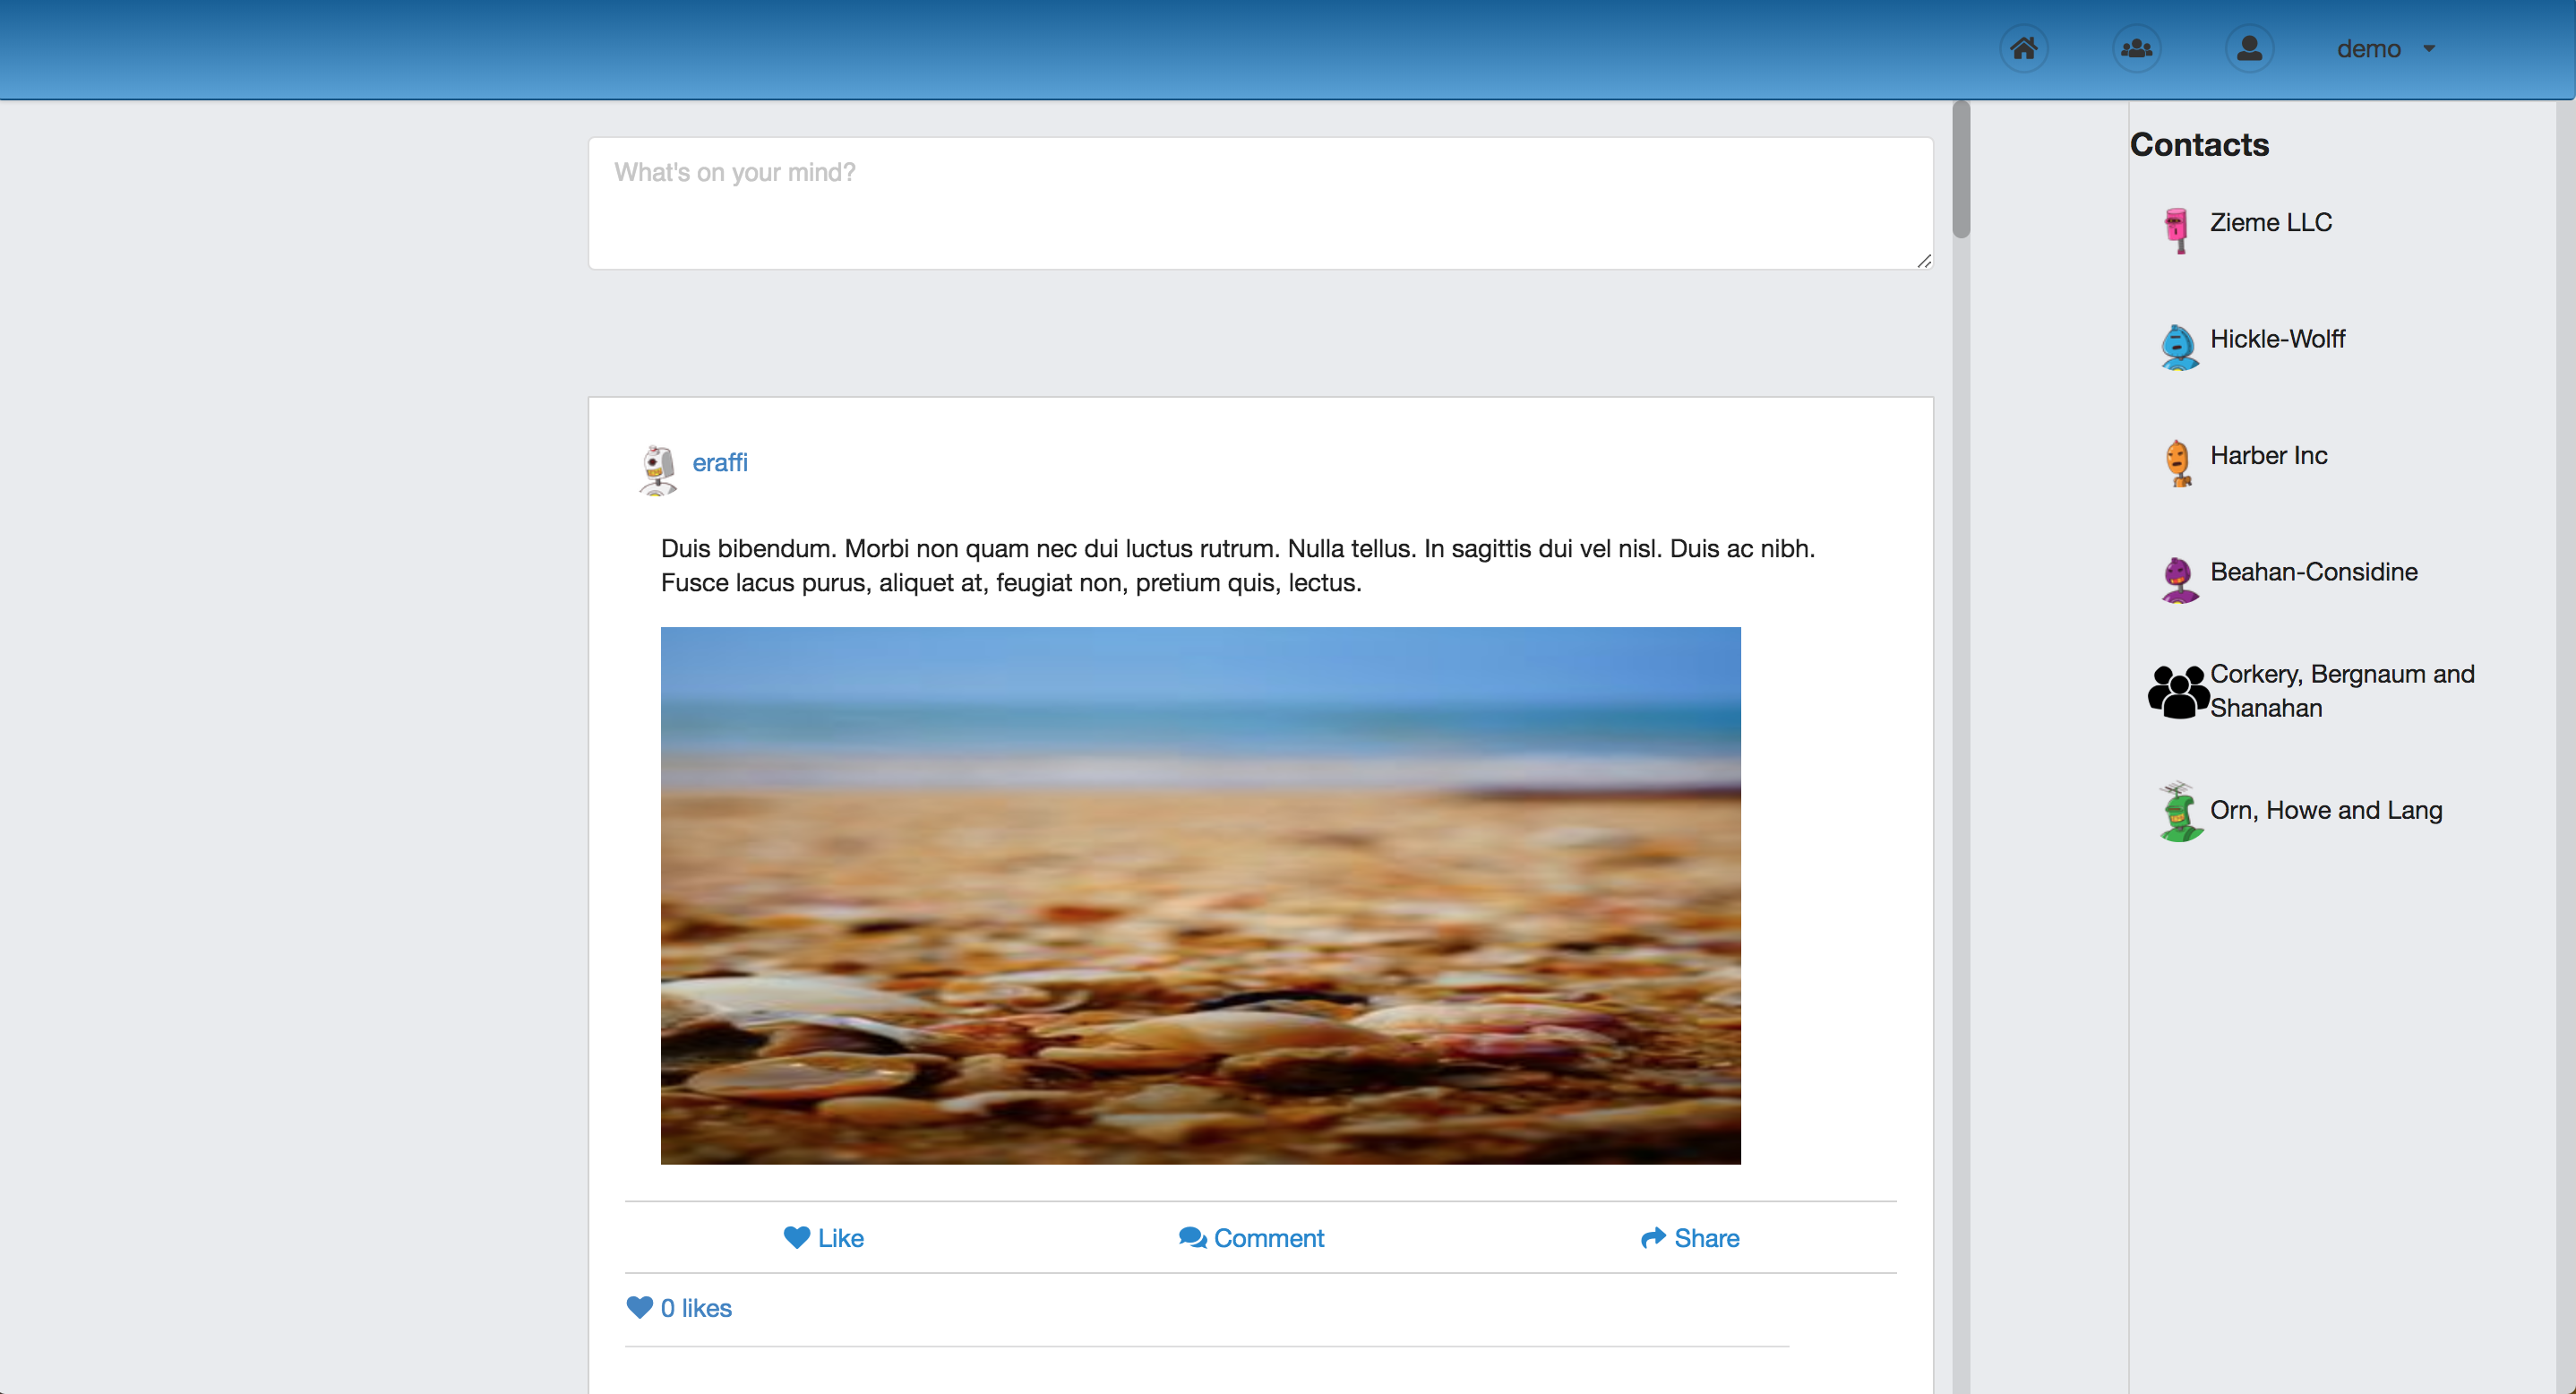 demo
What's on your mind?
eraffi
Duis bibendum. Morbi non quam nec dui luctus rutrum. Nulla tellus. In sagittis dui vel nisl. Duis ac nibh.
Fusce lacus purus, aliquet at, feugiat non, pretium quis, lectus.
Like
Comment
Share
0 likes
Contacts
Zieme LLC
Hickle-Wolff
Harber Inc
Beahan-Considine
Corkery, Bergnaum and
Shanahan
Orn, Howe and Lang